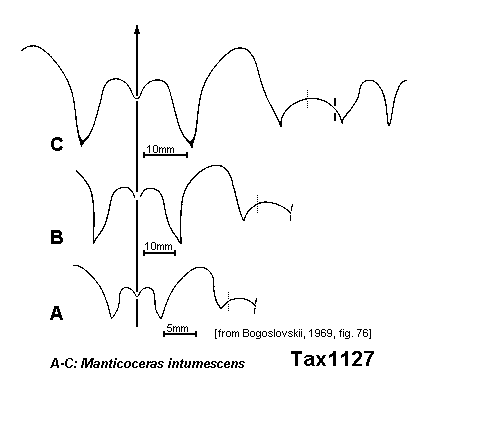 C
10mm
B
10mm
A
5mm
[from Bogoslovskii, 1969, fig. 76]
A-C: Manticoceras intumescens
Tax1127